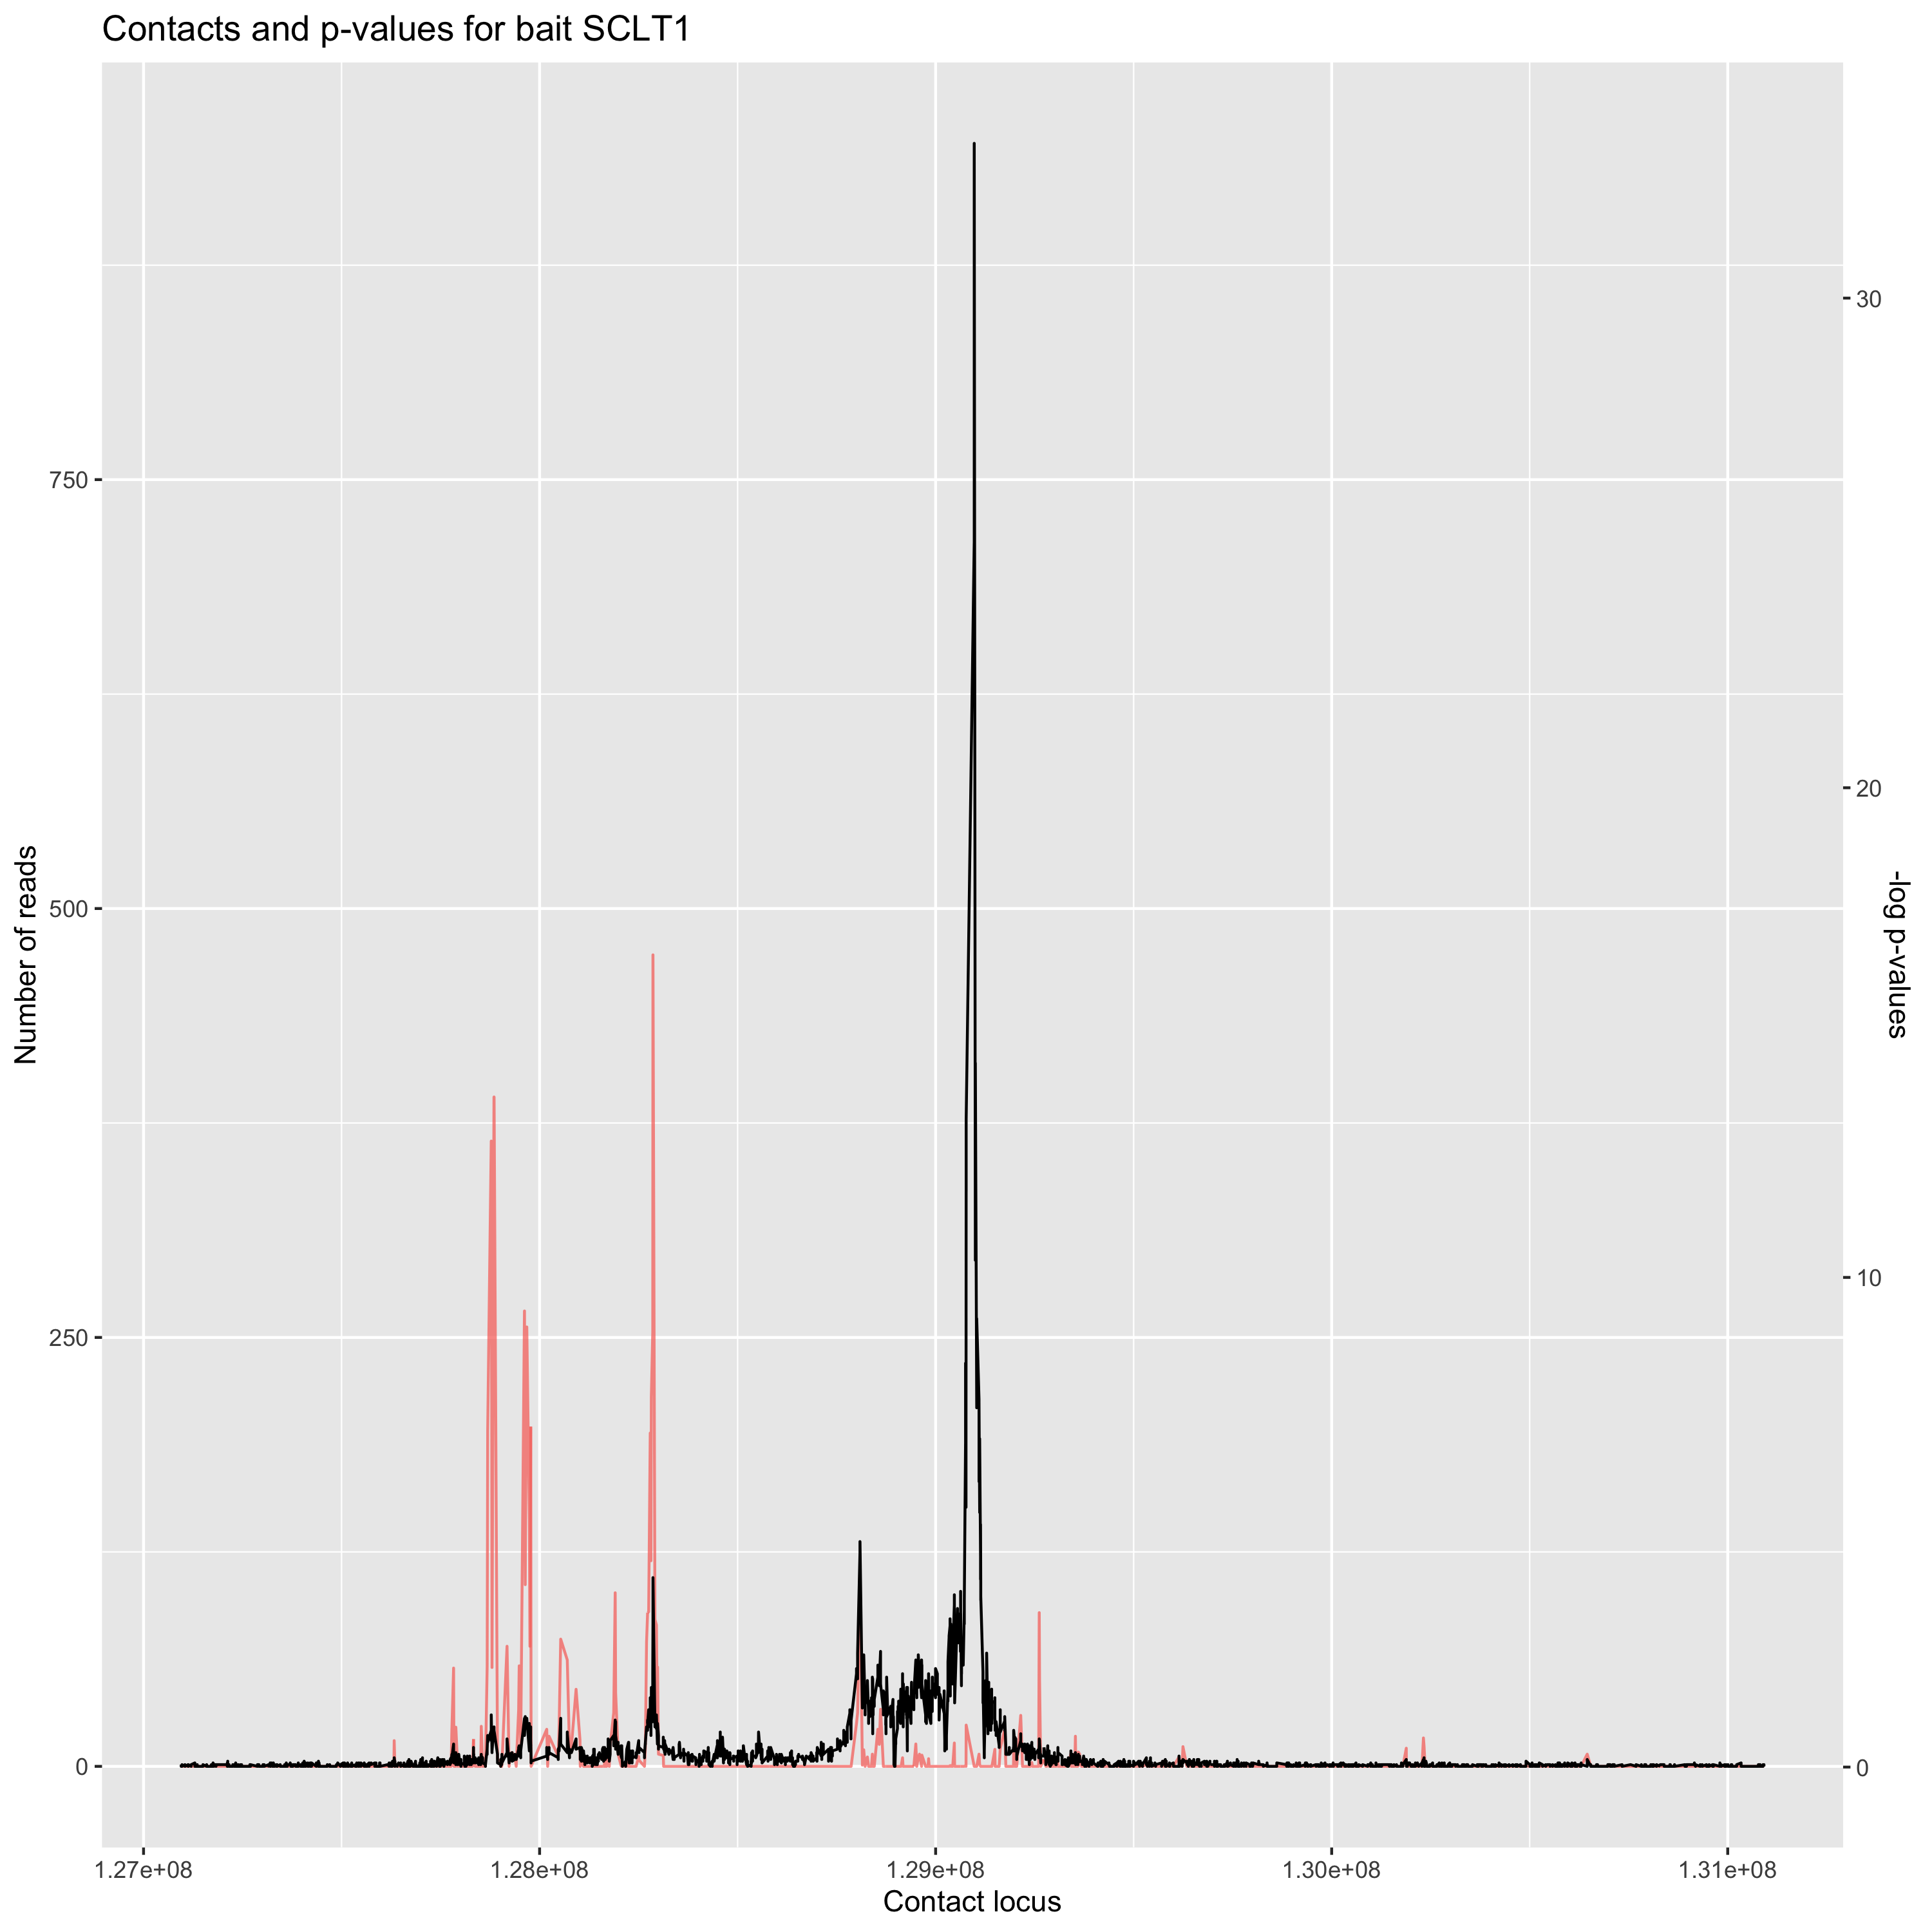 Contacts and p-values for bait SCLT1
Number of reads
750
500
250
0
30
20
10
0
-log p-values
1.27e+08
1.28e+08
1.29e+08
1.30e+08
1.31e+08
Contact locus